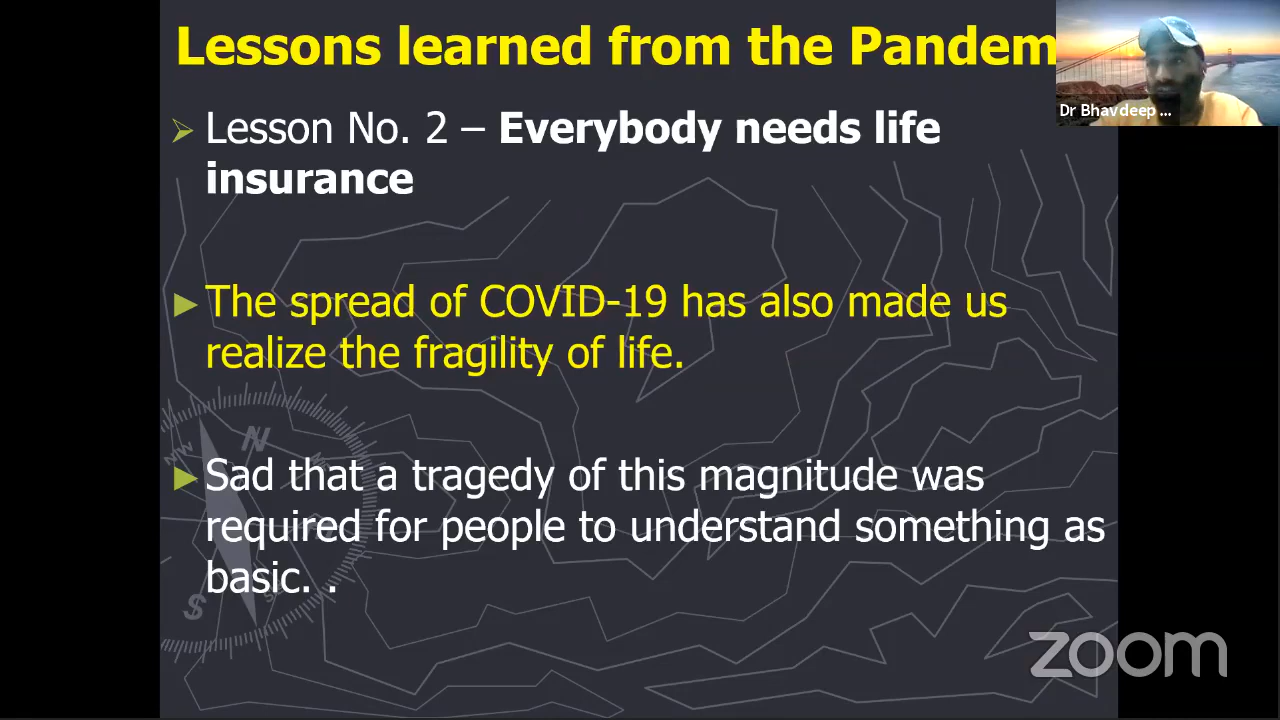 Lessons learned from the Pandem
Dr Bhavdeep ...
Lesson No. 2 – Everybody needs life
insurance
The spread of COVID-19 has also made us
realize the fragility of life.
Sad that a tragedy of this magnitude was
required for people to understand something as
basic. .
N
S
zoom